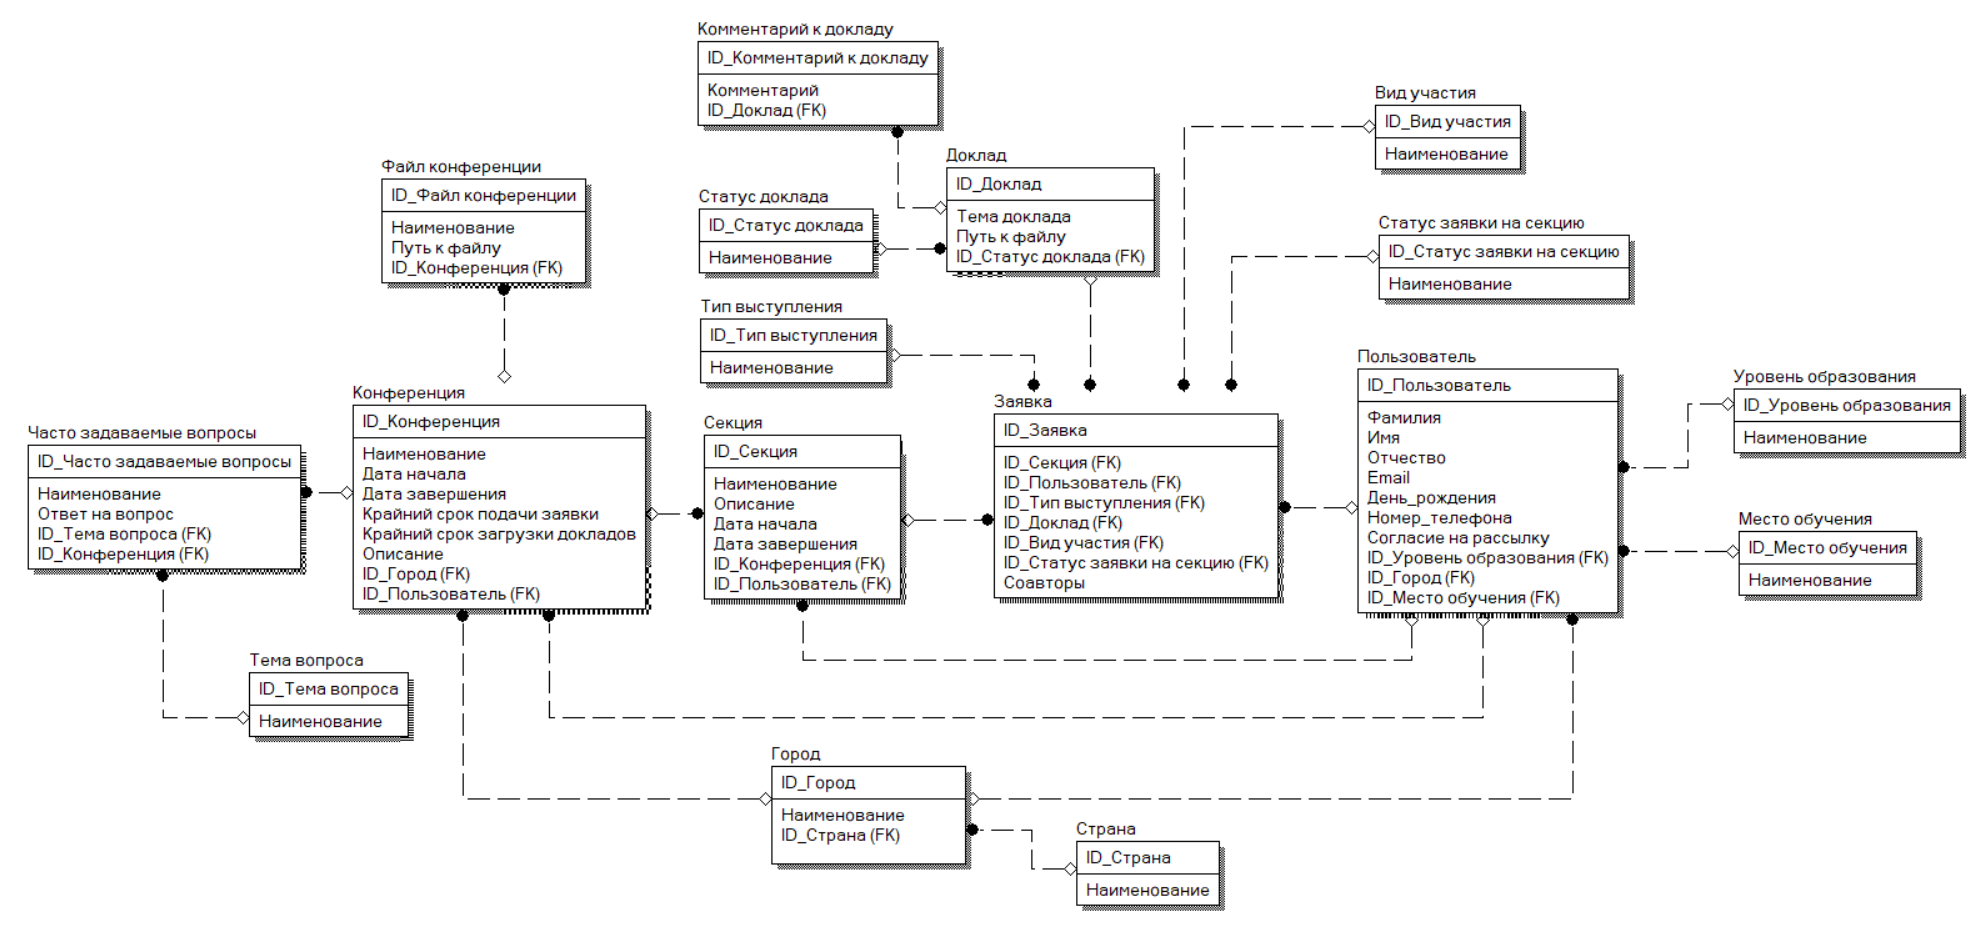 Комментарий к докладу
ID_Комментарий к докладу
Комментарий
ID_Доклад (FK)
Вид участия
ID_Вид участия
Наименование
Файл конференции
ID_Файл конференции
Наименование
Путь к файлу
ID_Конференция (FK)
Статус доклада
ID_Статус доклада
Наименование
Доклад
ID_Доклад
Тема доклада
Путь к файлу
ID_Статус доклада (FK)
Статус заявки на секцию
ID_Статус заявки на секцию
Наименование
Тип выступления
ID_Тип выступления
Наименование
Часто задаваемые вопросы
ID_Часто задаваемые вопросы
Наименование
Ответ на вопрос
ID_Тема вопроса (FK)
ID_Конференция (FK)
Конференция
ID_Конференция
Наименование
Дата начала
Дата завершения
Крайний срок подачи заявки
Крайний срок загрузки докладов
Описание
ID_Город (FK)
ID_Пользователь (FK)
Секция
ID_Секция
Наименование
Описание
Дата начала
Дата завершения
ID_Конференция (FK)
ID_Пользователь (FK)
Заявка
ID_Заявка
ID_Секция (FK)
ID_Пользователь (FK)
ID_Тип выступления (FK)
ID_Доклад (FK)
ID_Вид участия (FK)
ID_Статус заявки на секцию (FK)
Соавторы
Пользователь
ID_Пользователь
Фамилия
Имя
Отчество
Email
День_рождения
Номер_телефона
Согласие на рассылку
ID_Уровень образования (FK)
ID_Город (FK)
ID_Место обучения (FK)
Уровень образования
ID_Уровень образования
Наименование
Место обучения
ID_Место обучения
Наименование
Тема вопроса
ID_Тема вопроса
Наименование
Город
ID_Город
Наименование
ID_Страна (FK)
Страна
ID_Страна
Наименование